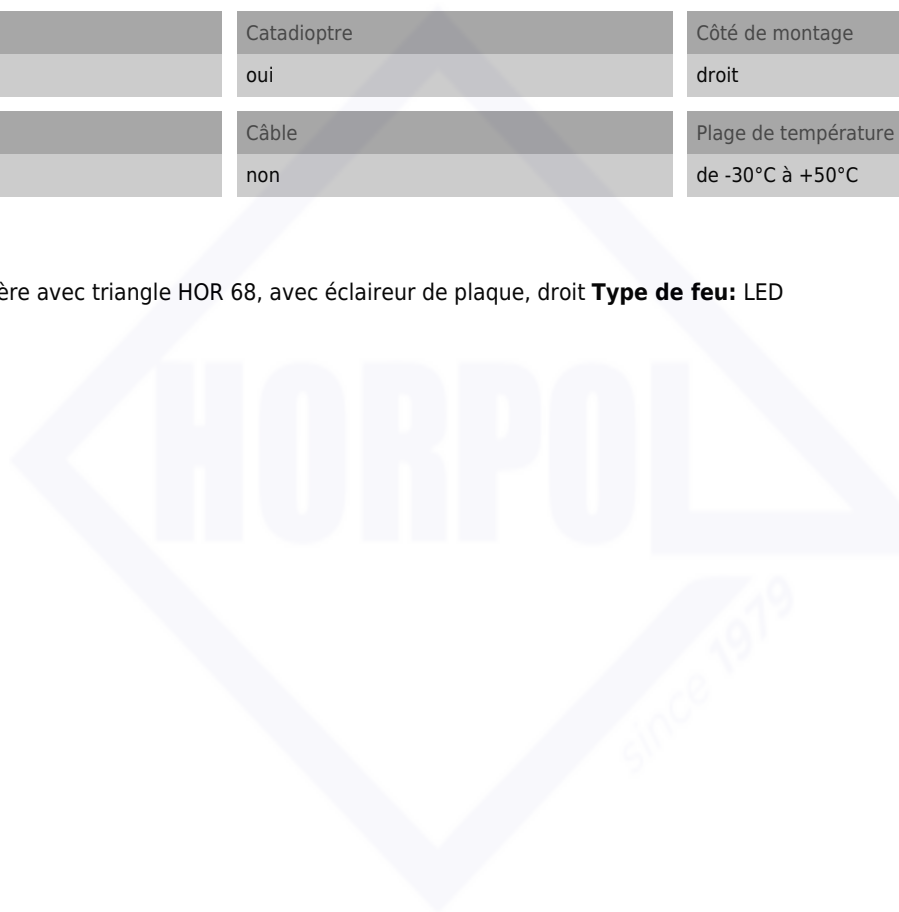 Catadioptre Côté de montage
oui droit
Câble Plage de température
non de -30°C à +50°C
ère avec triangle HOR 68, avec éclaireur de plaque, droit Type de feu: LED
HORPOL
since 1979